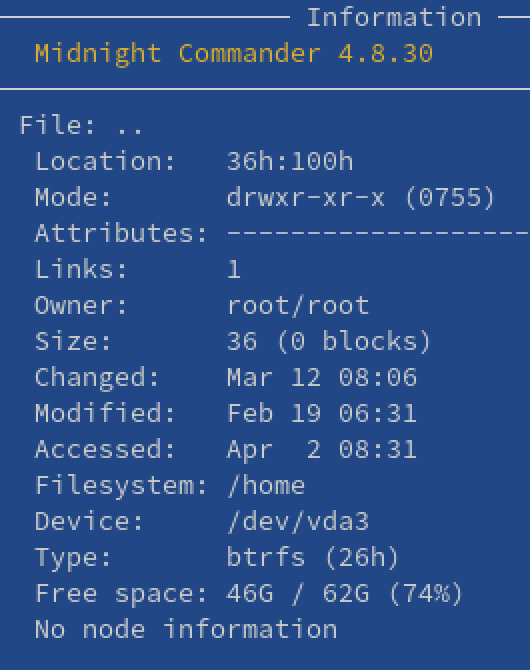 Information
Midnight Commander 4.8.30
File: ..
Location: 36h:100h
Mode: drwxr-xr-x (0755)
Attributes: -------------------
Links: 1
Owner: root/root
Size: 36 (0 blocks)
Changed: Mar 12 08:06
Modified: Feb 19 06:31
Accessed: Apr  2 08:31
Filesystem: /home
Device: /dev/vda3
Type: btrfs (26h)
Free space: 46G / 62G (74%)
No node information